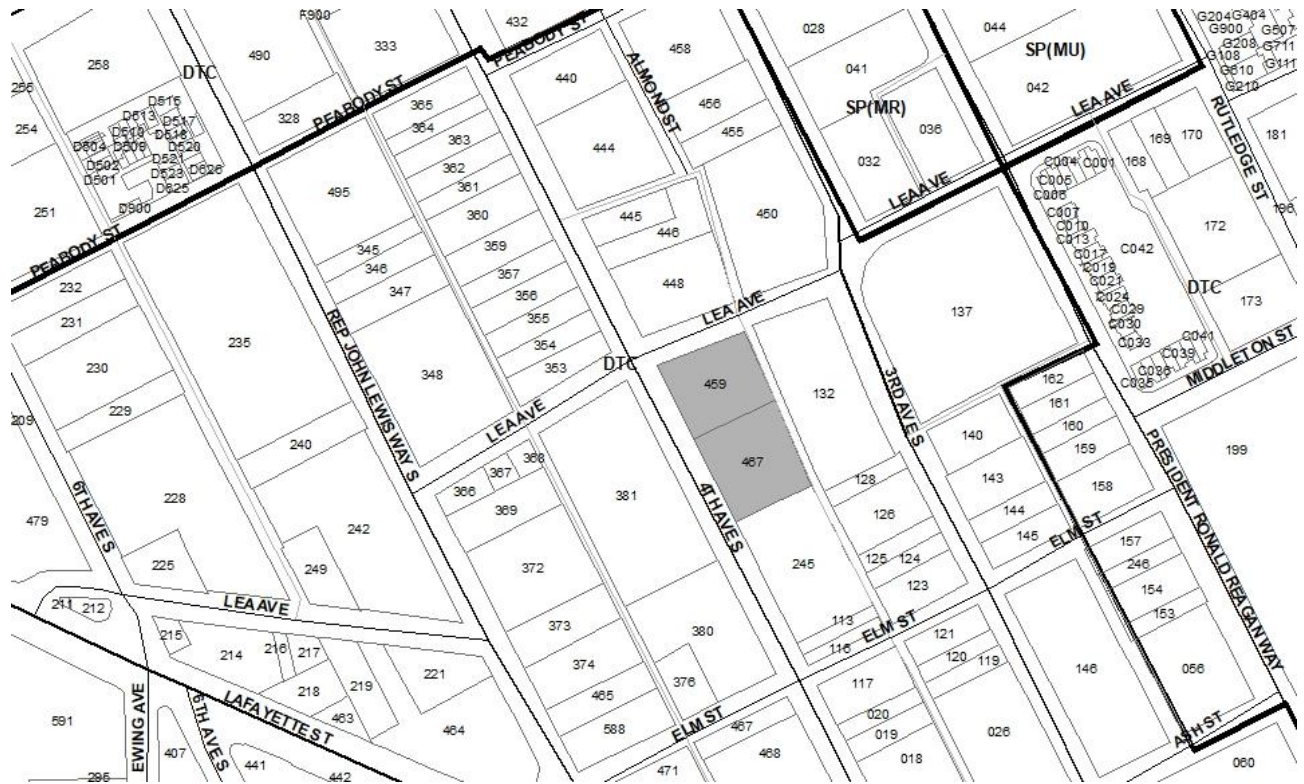 F900
432
PEABODY ST
458
028
044
G204
G404
258
490
333
440
ALMOND ST
SP(MU)
G900
G507
DTC
041
G208
G711
255
D515
365
456
042
G108
G111
254
D513
D517
328
PEABODY ST
364
SP(MR)
LEA AVE
G610
D510
D518
363
444
455
036
G210
D504
D509
D520
RUTLEDGE ST
D502
D521
362
032
169
170
181
D501
D523
D626
495
361
C004
C001
168
D625
LEA AVE
C005
251
D900
360
445
450
C006
196
446
C007
PEABODY ST
345
359
C010
172
232
346
357
448
C013
C042
347
356
C017
231
355
LEA AVE
C019
DTC
235
REP JOHN LEWIS WAY S
354
C021
230
348
353
DTC
137
C024
173
C029
C030
C041
229
459
132
3RD AVE S
C033
C039
209
LEA AVE
162
C036
MIDDLETON ST
240
368
161
C035
367
140
160
366
467
159
PRESIDENT RONALD REAGAN WAY
199
228
369
381
128
143
158
6TH AVE S
4TH AVE S
479
242
126
144
ELM ST
145
157
225
249
372
245
125
124
246
123
154
211
212
LEA AVE
153
373
113
ELM ST
215
214
216
217
380
116
121
374
120
119
146
056
218
219
221
465
376
117
LAFAYETTE ST
588
ELM ST
467
020
591
EWING AVE
6TH AVE S
463
464
019
026
ASH ST
407
468
018
295
441
442
471
060